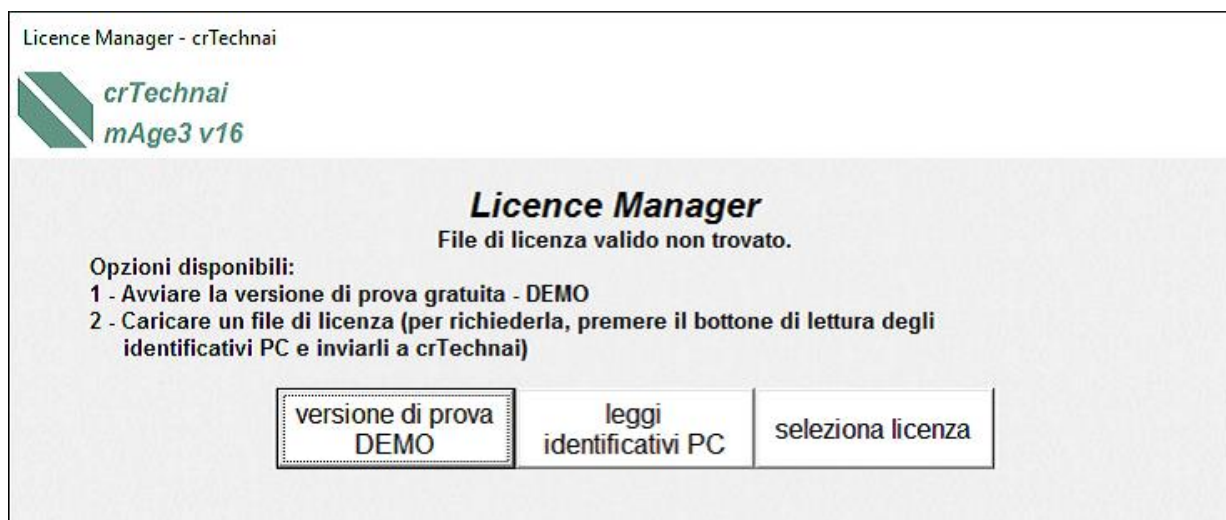 Licence Manager - crTechnai
crTechnai
mAge3 v16
Licence Manager
File di licenza valido non trovato.
Opzioni disponibili:
1 - Avviare la versione di prova gratuita - DEMO
2 - Caricare un file di licenza (per richiederla, premere il bottone di lettura degli
identificativi PC e inviarli a crTechnai)
versione di prova
DEMO
leggi
identificativi PC
seleziona licenza